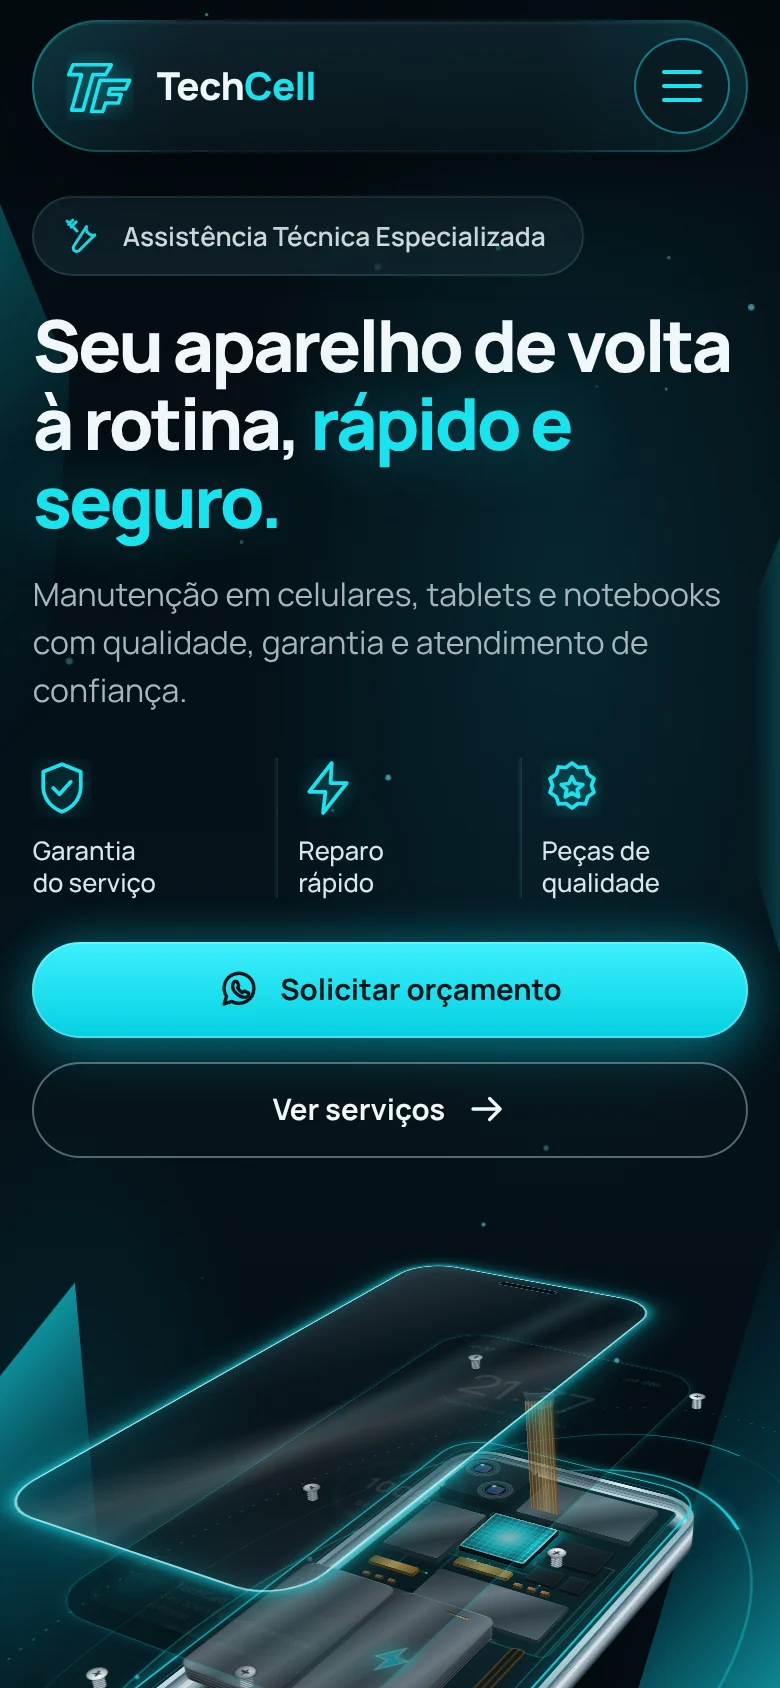 TF TechCell
Assistência Técnica Especializada
Seu aparelho de volta
à rotina, rápido e
seguro.
Manutenção em celulares, tablets e notebooks
com qualidade, garantia e atendimento de
confiança.
Garantia
do serviço
Reparo
rápido
Peças de
qualidade
Solicitar orçamento
Ver serviços